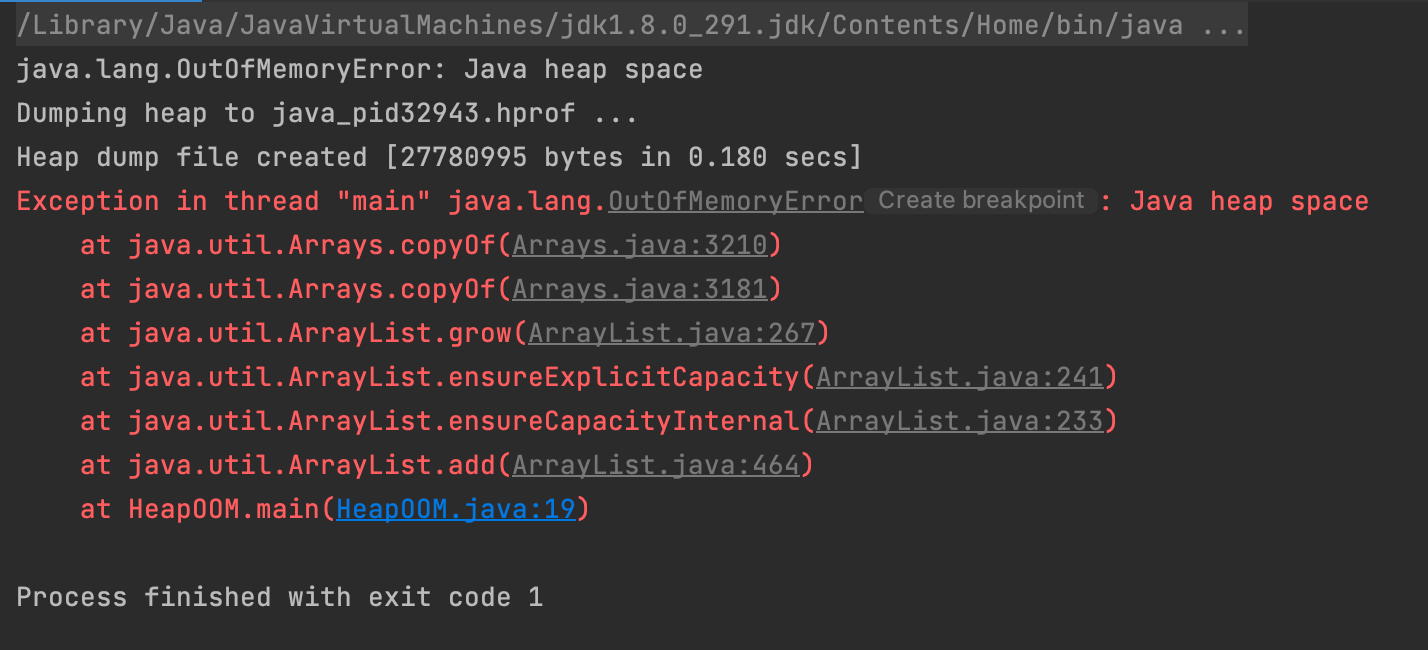 /Library/Java/JavaVirtualMachines/jdk1.8.0_291.jdk/Contents/Home/bin/java ...
java.lang.OutOfMemoryError: Java heap space
Dumping heap to java_pid32943.hprof ...
Heap dump file created [27780995 bytes in 0.180 secs]
Exception in thread "main" java.lang.OutOfMemoryError Create breakpoint : Java heap space
    at java.util.Arrays.copyOf(Arrays.java:3210)
    at java.util.Arrays.copyOf(Arrays.java:3181)
    at java.util.ArrayList.grow(ArrayList.java:267)
    at java.util.ArrayList.ensureExplicitCapacity(ArrayList.java:241)
    at java.util.ArrayList.ensureCapacityInternal(ArrayList.java:233)
    at java.util.ArrayList.add(ArrayList.java:464)
    at HeapOOM.main(HeapOOM.java:19)
Process finished with exit code 1